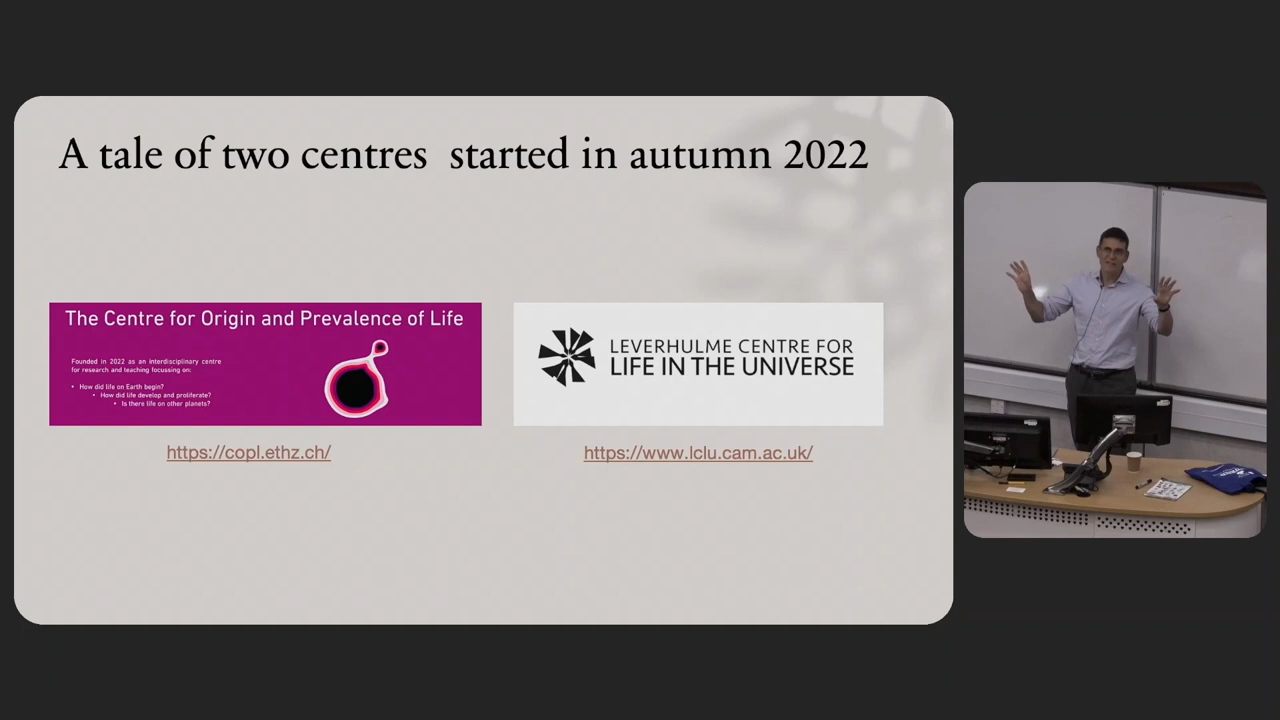 A tale of two centres started in autumn 2022
The Centre for Origin and Prevalence of Life
Founded in 2022 as an interdisciplinary centre
for research and teaching focussing on:
• How did life on Earth begin?
• How did life develop and proliferate?
• Is there life on other planets?
LEVERHULME CENTRE FOR
LIFE IN THE UNIVERSE
https://copl.ethz.ch/
https://www.lclu.cam.ac.uk/